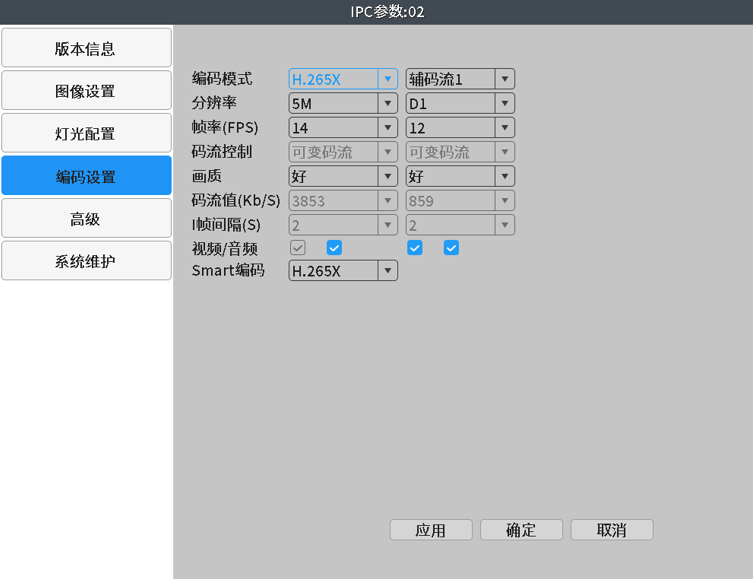 IPC参数:02
版本信息
图像设置
灯光配置
编码设置
高级
系统维护
编码模式 H.265X 辅码流1
分辨率 5M D1
帧率(FPS) 14 12
码流控制 可变码流 可变码流
画质 好 好
码流值(Kb/S) 3853 859
I帧间隔(S) 2 2
视频/音频
Smart编码 H.265X
应用 确定 取消